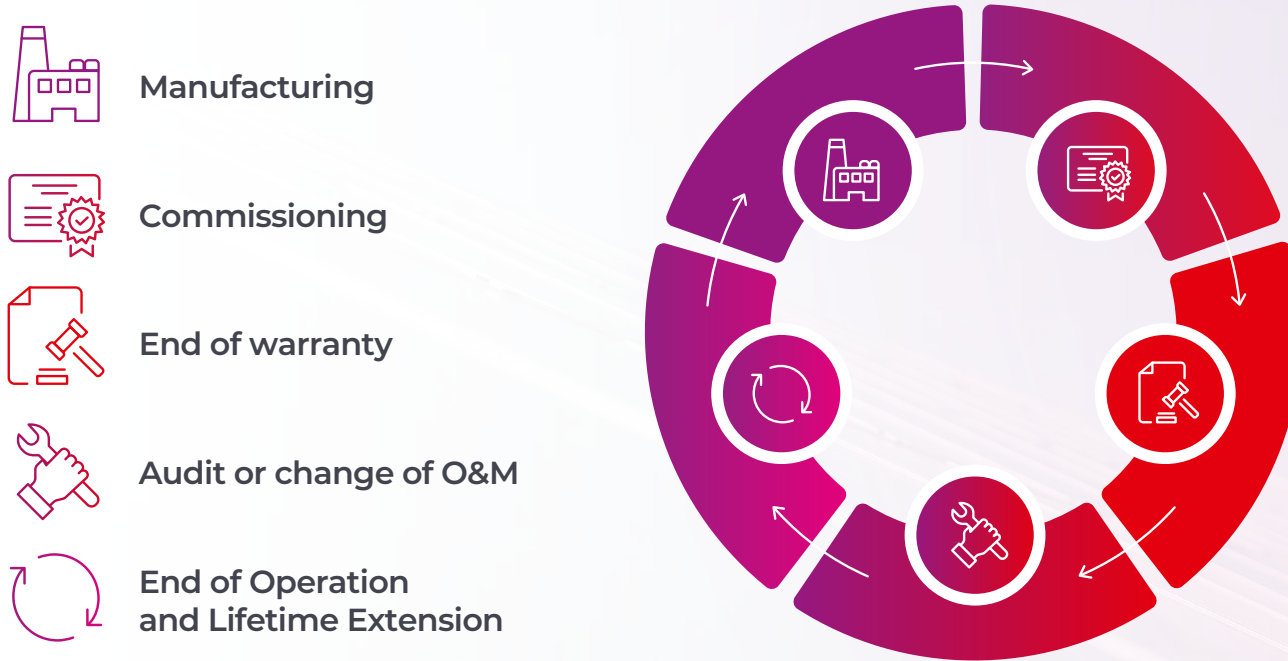 Manufacturing
Commissioning
End of warranty
Audit or change of O&M
End of Operation
and Lifetime Extension